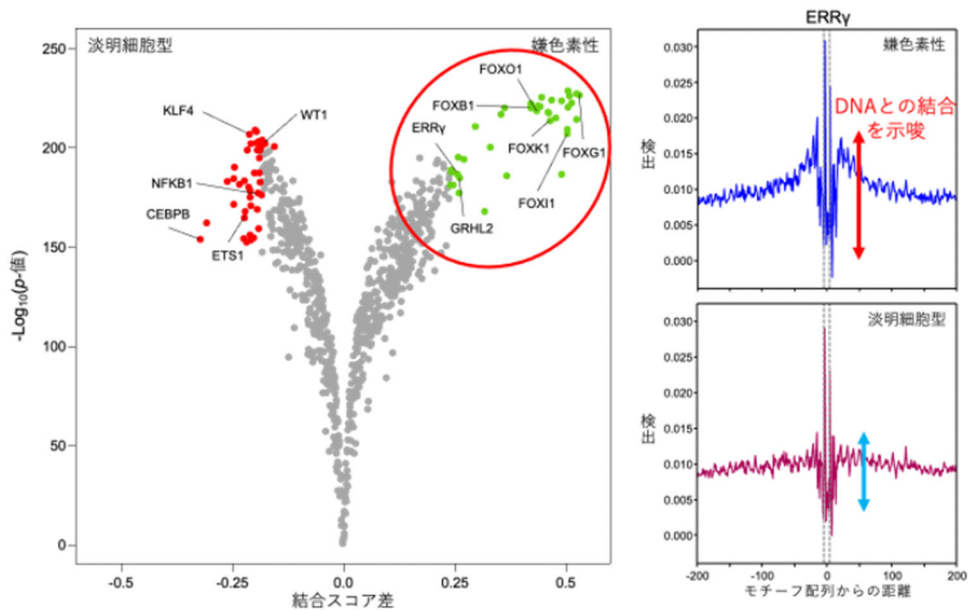 淡明細胞型
嫌色素性
250
200
150
100
50
0
-Log10(p-値)
-0.5
-0.25
0.0
0.25
0.5
結合スコア差
KLF4
WT1
NFKB1
CEBPB
ETS1
FOXO1
FOXB1
ERRγ
FOXK1
FOXG1
FOXI1
GRHL2
ERRγ
嫌色素性
DNAとの結合
を示唆
検出
0.030
0.025
0.020
0.015
0.010
0.005
0.000
淡明細胞型
検出
0.030
0.025
0.020
0.015
0.010
0.005
0.000
-200
-100
0
100
200
モチーフ配列からの距離